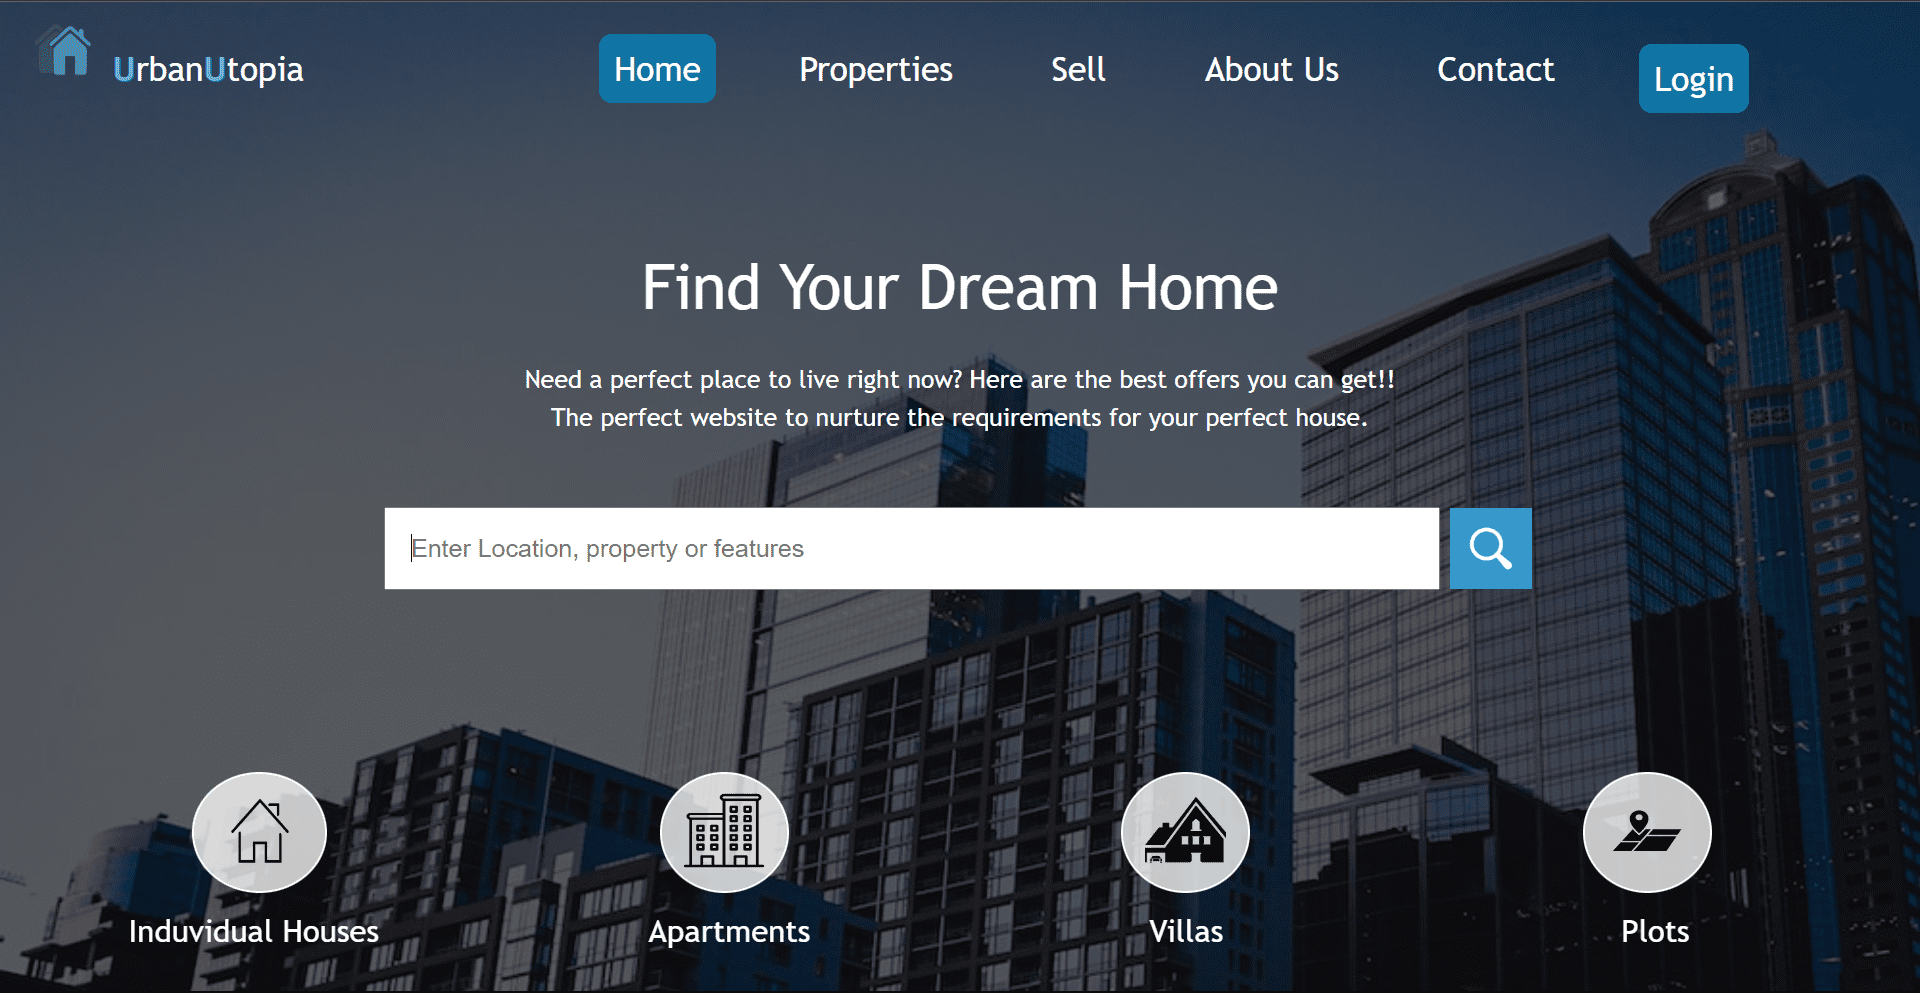 UrbanUtopia
Home
Properties
Sell
About Us
Contact
Login
Find Your Dream Home
Need a perfect place to live right now? Here are the best offers you can get!!
The perfect website to nurture the requirements for your perfect house.
Enter Location, property or features
Induvidual Houses
Apartments
Villas
Plots